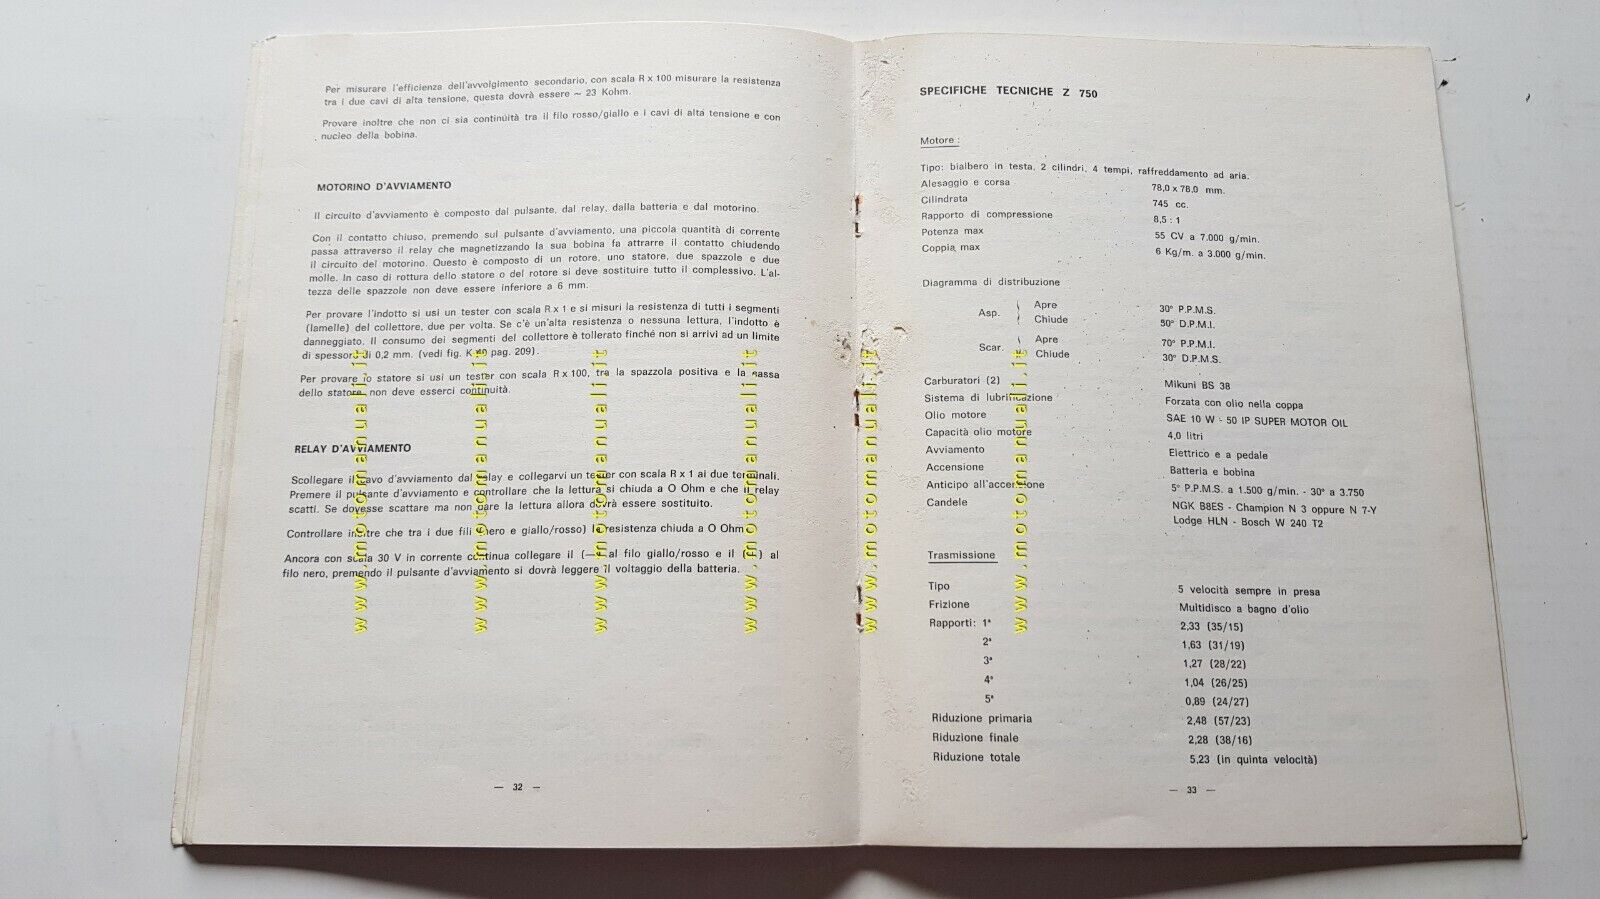 Per misurare l'efficienza dell'avvolgimento secondario, con scala R x 100 misurare la resistenza
tra i due cavi di alta tensione, questa dovrà essere ~ 23 Kohm.
Provare inoltre che non ci sia continuità tra il filo rosso/giallo e i cavi di alta tensione e con
nucleo della bobina.
MOTORINO D'AVVIAMENTO
Il circuito d'avviamento è composto dal pulsante, dal relay, dalla batteria e dal motorino.
Con il contatto chiuso, premendo sul pulsante d'avviamento, una piccola quantità di corrente
passa attraverso il relay che magnetizzando la sua bobina fa attrarre il contatto chiudendo
il circuito del motorino. Questo è composto di un rotore, uno statore, due spazzole e due
molle. In caso di rottura dello statore o del rotore si deve sostituire tutto il complessivo. L'al-
tezza delle spazzole non deve essere inferiore a 6 mm.
Per provare l'indotto si usi un tester con scala R x 1 e si misuri la resistenza di tutti i segmenti
(lamelle) del collettore, due per volta. Se c'è un'alta resistenza o nessuna lettura, l'indotto è
danneggiato. Il consumo dei segmenti del collettore è tollerato finché non si arrivi ad un limite
di spessore di 0,2 mm. (vedi fig. K 40 pag. 209).
Per provare lo statore si usi un tester con scala R x 100, tra la spazzola positiva e la massa
dello statore non deve esserci continuità.
RELAY D'AVVIAMENTO
Scollegare il cavo d'avviamento dal relay e collegarvi un tester con scala R x 1 ai due terminali.
Premere il pulsante d'avviamento e controllare che la lettura si chiuda a O Ohm e che il relay
scatti. Se dovesse scattare ma non dare la lettura allora dovrà essere sostituito.
Controllare inoltre che tra i due fili (nero e giallo/rosso) la resistenza chiuda a O Ohm.
Ancora con scala 30 V in corrente continua collegare il (—) al filo giallo/rosso e il (+) al
filo nero, premendo il pulsante d'avviamento si dovrà leggere il voltaggio della batteria.
— 32 —
SPECIFICHE TECNICHE Z 750
Motore :
Tipo: bialbero in testa, 2 cilindri, 4 tempi, raffreddamento ad aria.
Alesaggio e corsa 78,0 x 78,0 mm.
Cilindrata 745 cc.
Rapporto di compressione 8,5 : 1
Potenza max 55 CV a 7.000 g/min.
Coppia max 6 Kg/m. a 3.000 g/min.
Diagramma di distribuzione
Asp. Apre 30° P.P.M.S.
Chiude 50° D.P.M.I.
Scar. Apre 70° P.P.M.I.
Chiude 30° D.P.M.S.
Carburatori (2) Mikuni BS 38
Sistema di lubrificazione Forzata con olio nella coppa
Olio motore SAE 10 W - 50 IP SUPER MOTOR OIL
Capacità olio motore 4,0 litri
Avviamento Elettrico e a pedale
Accensione Batteria e bobina
Anticipo all'accensione 5° P.P.M.S. a 1.500 g/min. - 30° a 3.750
Candele NGK B8ES - Champion N 3 oppure N 7-Y
Lodge HLN - Bosch W 240 T2
Trasmissione
Tipo 5 velocità sempre in presa
Frizione Multidisco a bagno d'olio
Rapporti: 1ª 2,33 (35/15)
2ª 1,63 (31/19)
3ª 1,27 (28/22)
4ª 1,04 (26/25)
5ª 0,89 (24/27)
Riduzione primaria 2,48 (57/23)
Riduzione finale 2,28 (38/16)
Riduzione totale 5,23 (in quinta velocità)
— 33 —
www.motomanuali.it
www.motomanuali.it
www.motomanuali.it
www.motomanuali.it
www.motomanuali.it
www.motomanuali.it